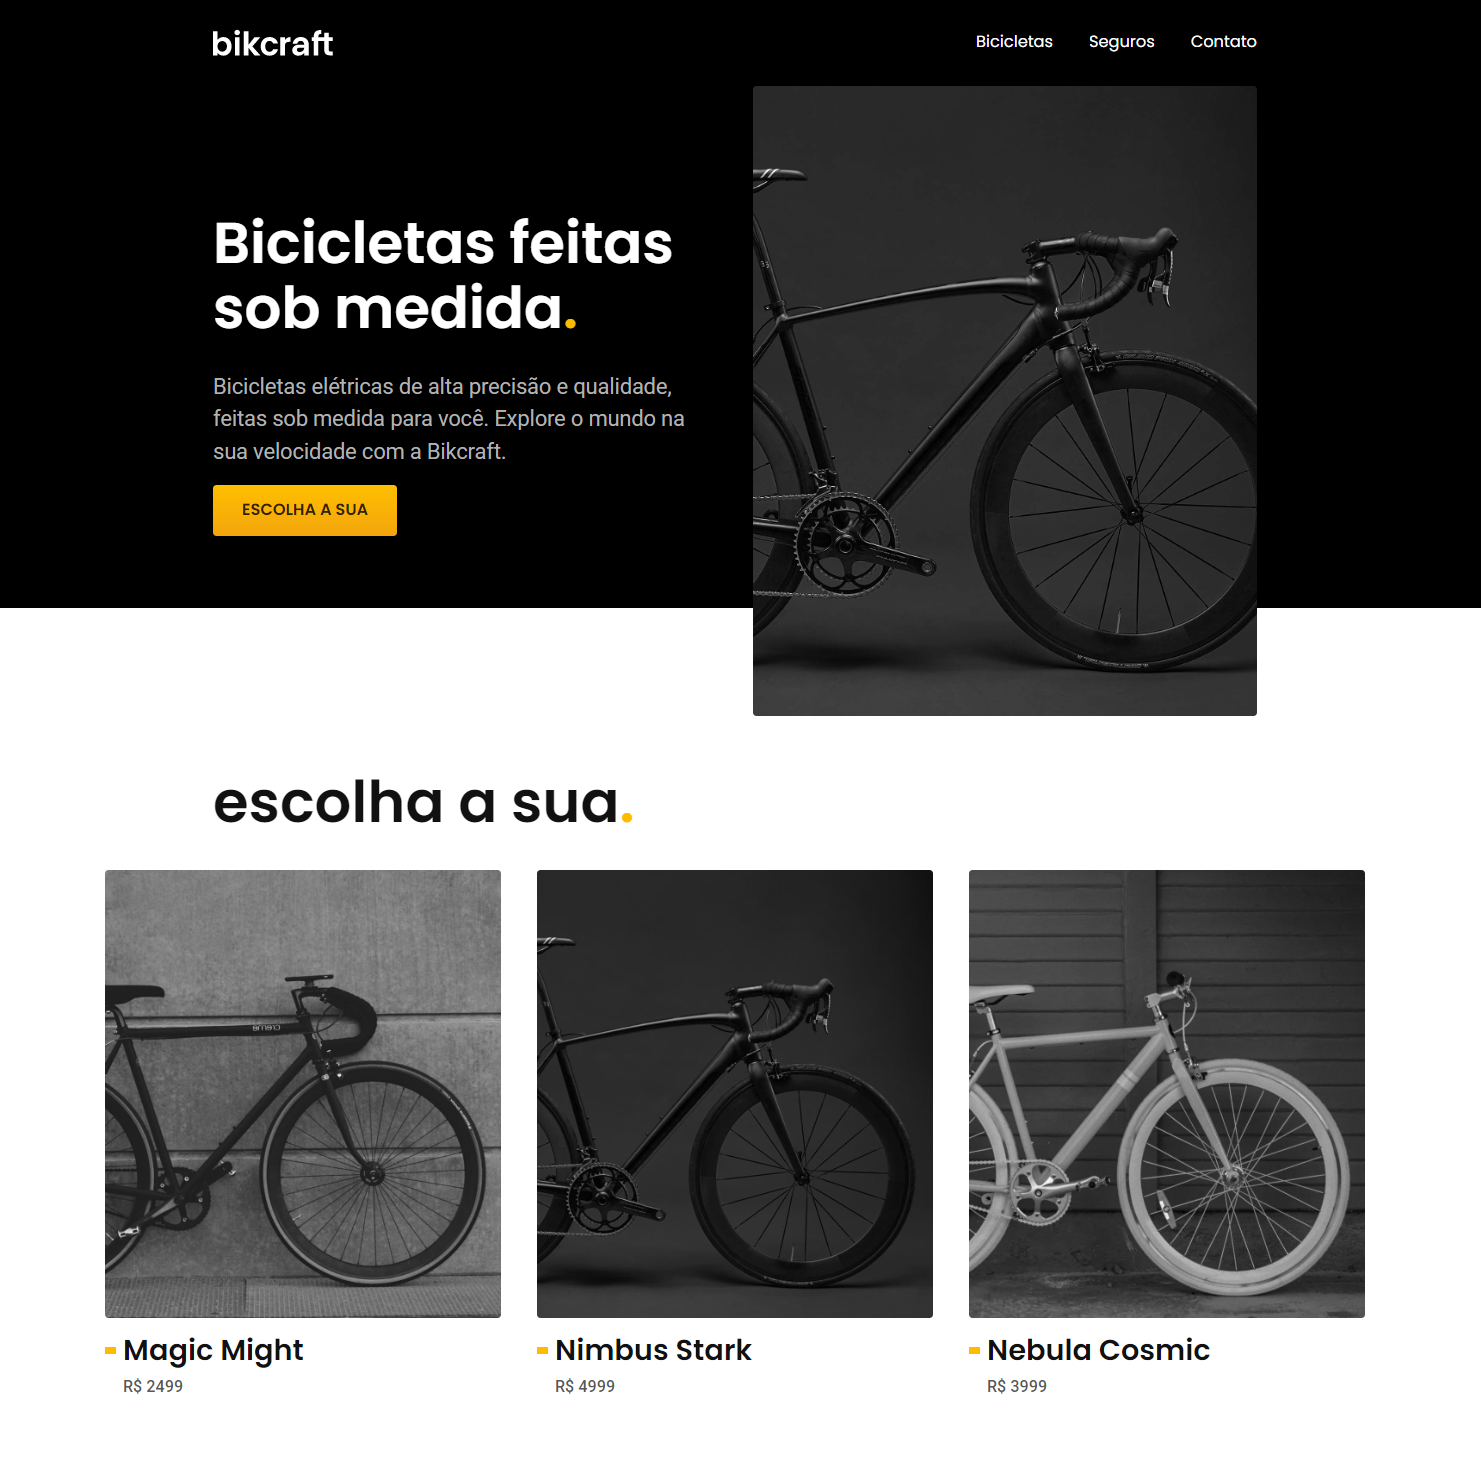 bikcraft
Bicicletas Seguros Contato
Bicicletas feitas
sob medida.
Bicicletas elétricas de alta precisão e qualidade,
feitas sob medida para você. Explore o mundo na
sua velocidade com a Bikcraft.
ESCOLHA A SUA
escolha a sua.
Magic Might
R$ 2499
Nimbus Stark
R$ 4999
Nebula Cosmic
R$ 3999